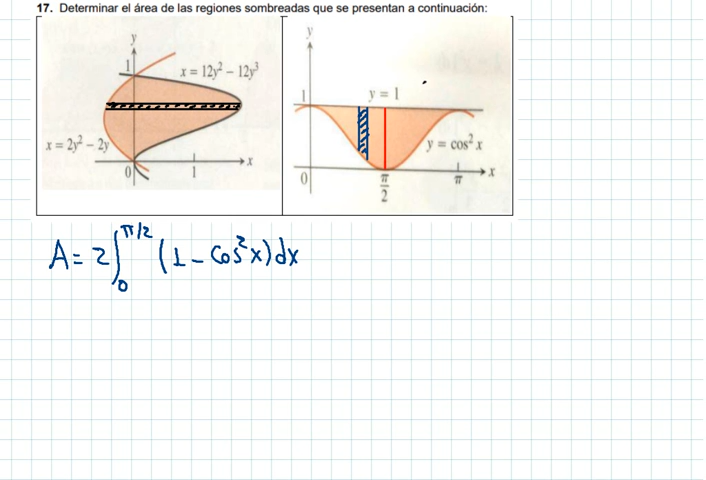 17. Determinar el área de las regiones sombreadas que se presentan a continuación:
y
1
x = 12y² – 12y³
x = 2y² – 2y
0
1
x
y
1
y = 1
y = cos² x
0
π/2
π
x
A = 2∫₀^π/2 (1 – Cos²x) dx